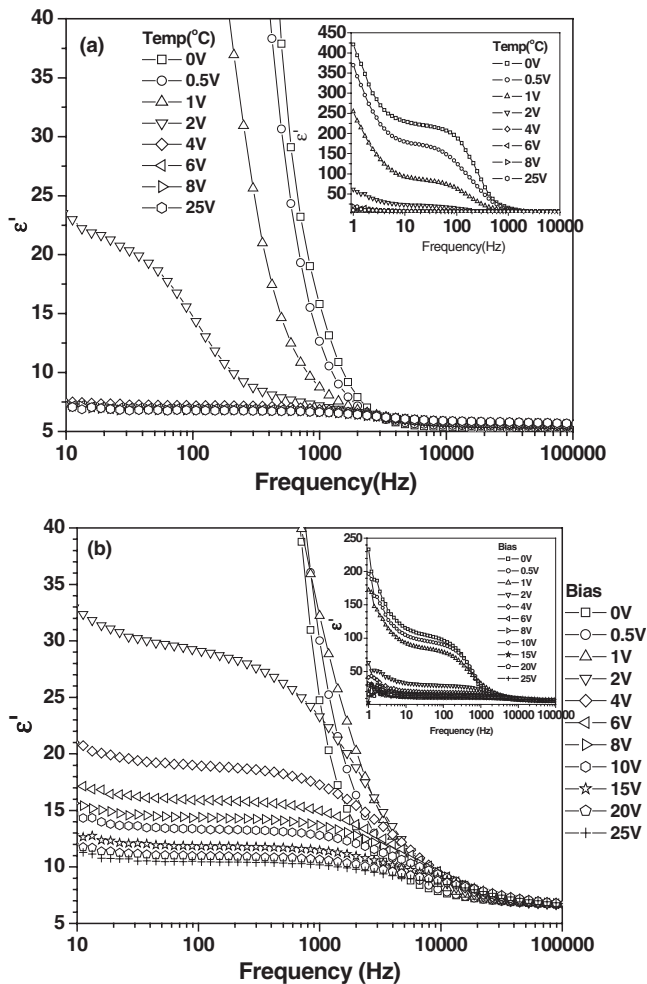 (a)
Temp(°C)
0V
0.5V
1V
2V
4V
6V
8V
25V
40
35
30
25
20
15
10
5
ε'
10
100
1000
10000
100000
Frequency(Hz)
450
400
350
300
250
200
150
100
50
ε'
Temp(°C)
0V
0.5V
1V
2V
4V
6V
8V
25V
1
10
100
1000
10000
Frequency(Hz)
(b)
40
35
30
25
20
15
10
5
ε'
10
100
1000
10000
100000
Frequency (Hz)
250
200
150
100
50
ε'
Bias
0V
0.5V
1V
2V
4V
6V
8V
10V
15V
20V
25V
1
10
100
1000
10000
100000
Frequency (Hz)
Bias
0V
0.5V
1V
2V
4V
6V
8V
10V
15V
20V
25V